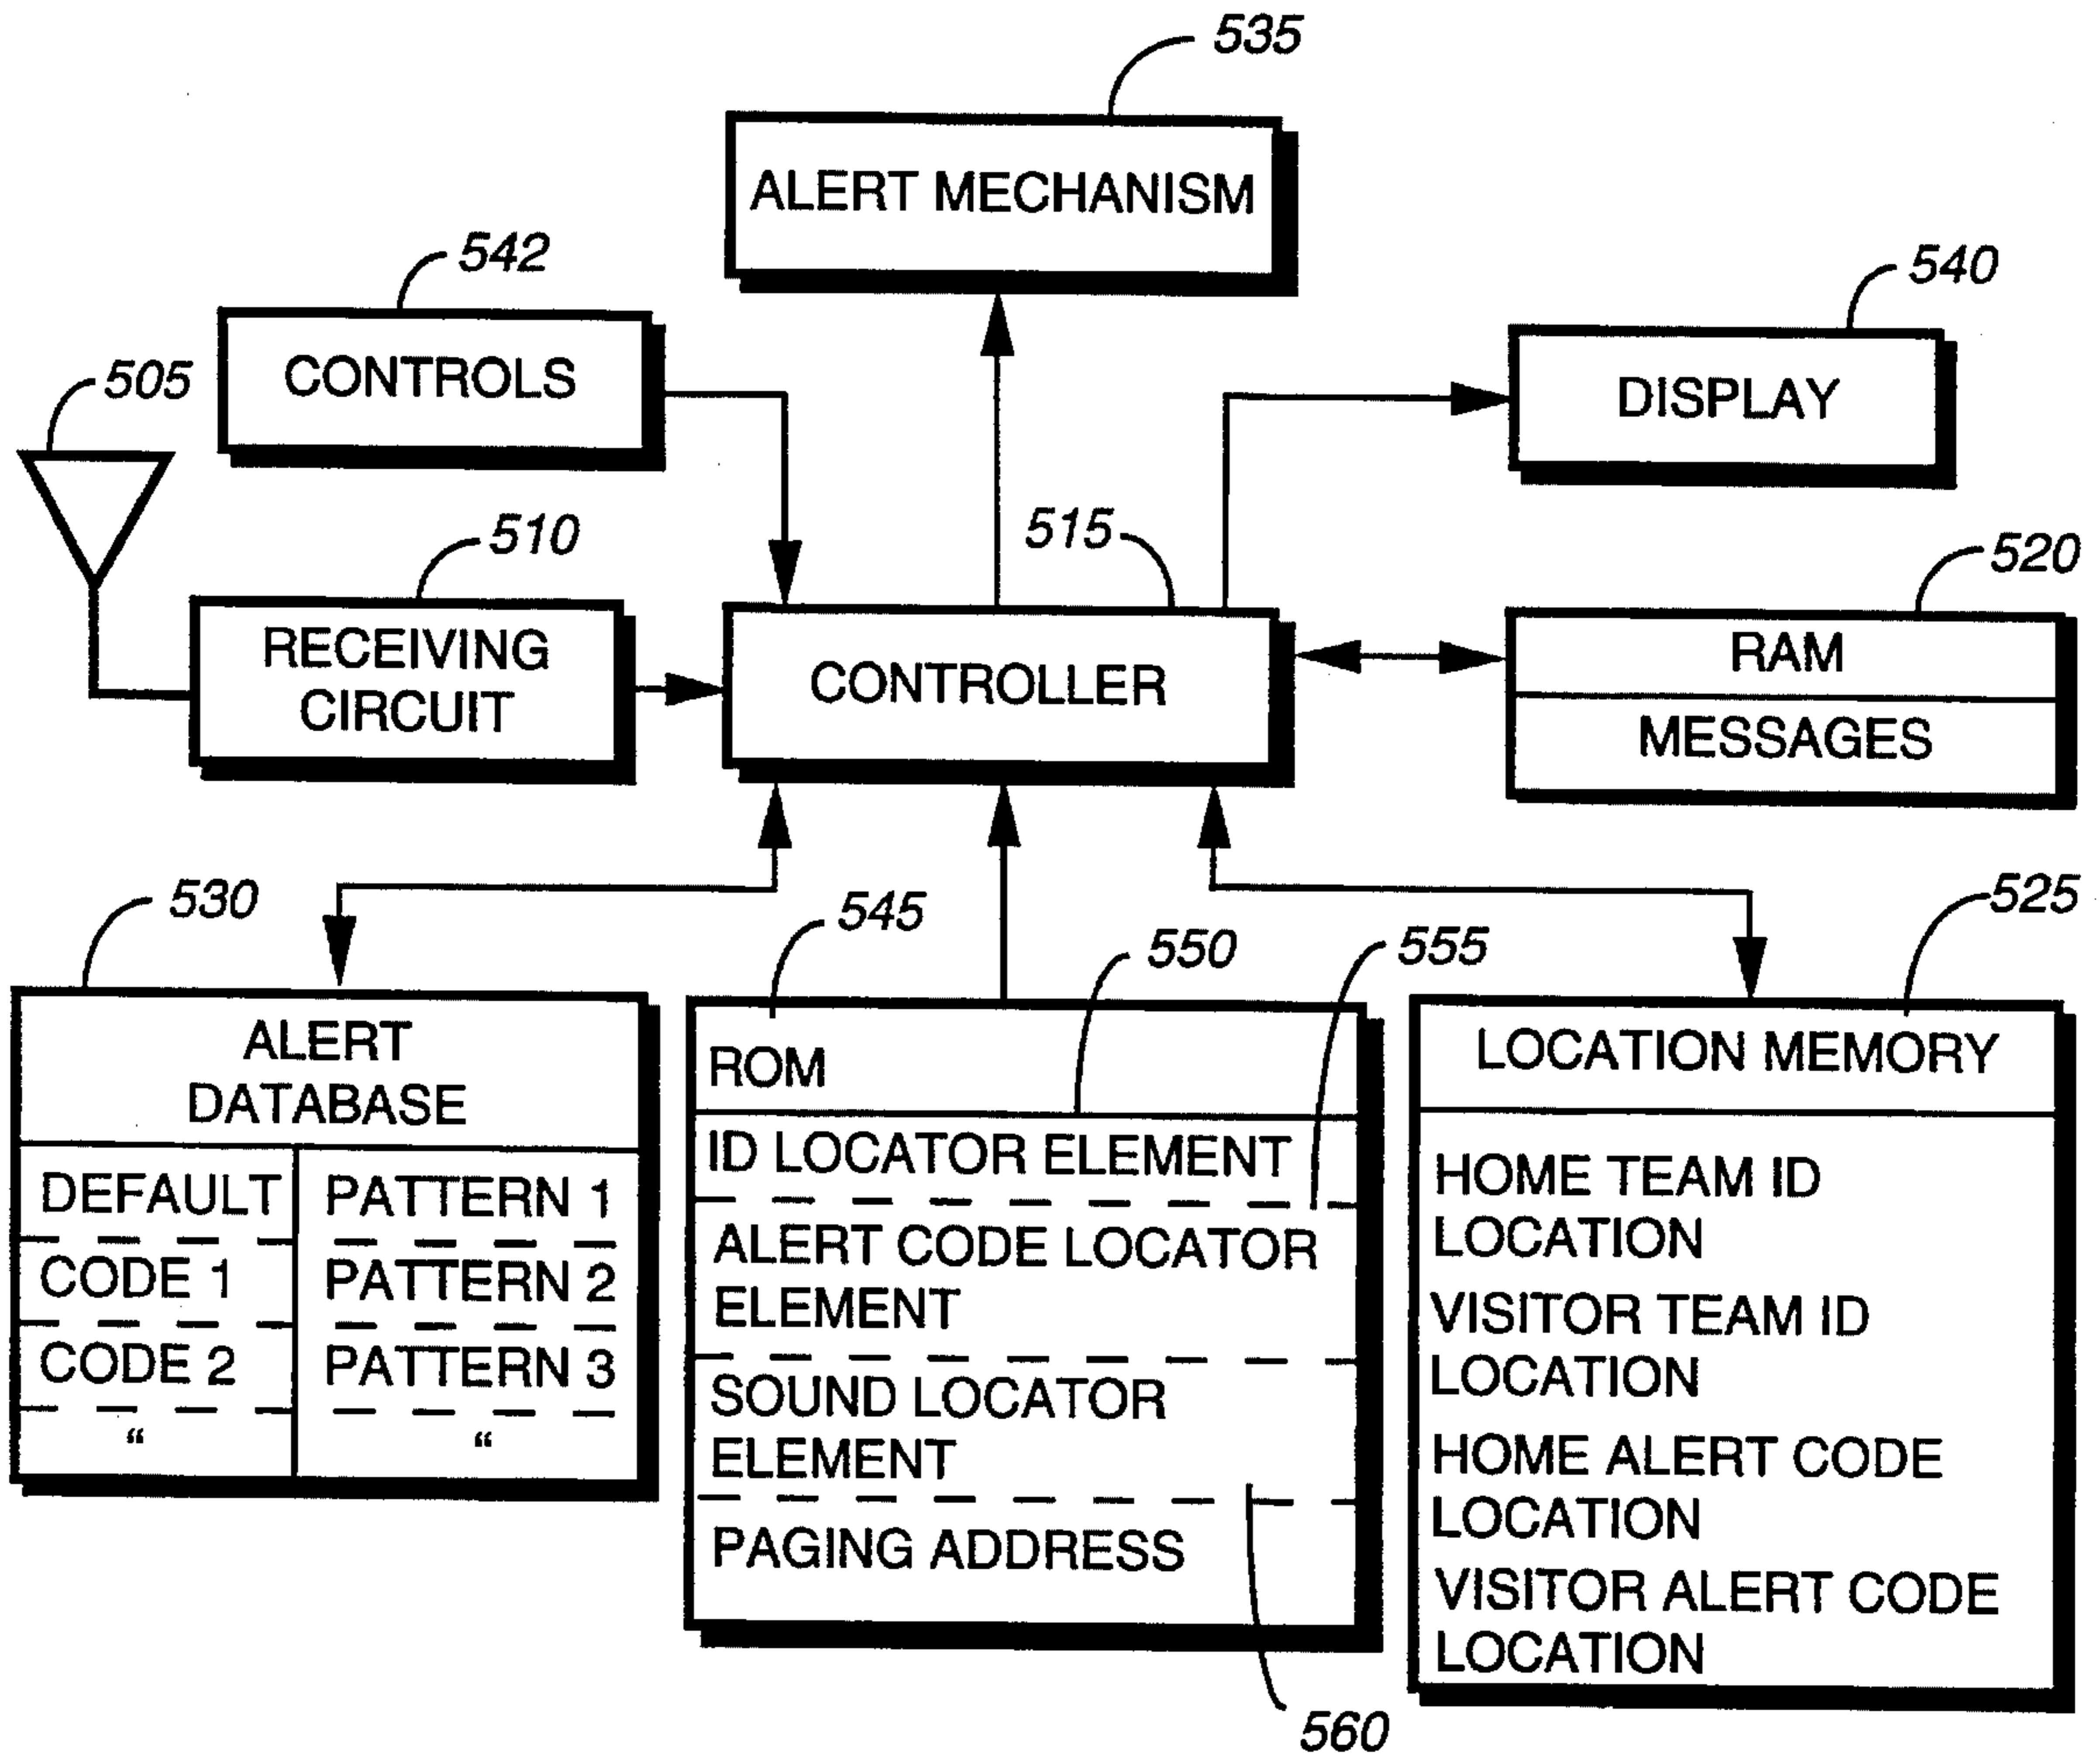 535
ALERT MECHANISM
542
CONTROLS
540
DISPLAY
505
510
RECEIVING
CIRCUIT
515
CONTROLLER
520
RAM
MESSAGES
530
ALERT
DATABASE
DEFAULT PATTERN 1
CODE 1 PATTERN 2
CODE 2 PATTERN 3
“ “
545
550
555
ROM
ID LOCATOR ELEMENT
ALERT CODE LOCATOR
ELEMENT
SOUND LOCATOR
ELEMENT
PAGING ADDRESS
560
525
LOCATION MEMORY
HOME TEAM ID
LOCATION
VISITOR TEAM ID
LOCATION
HOME ALERT CODE
LOCATION
VISITOR ALERT CODE
LOCATION